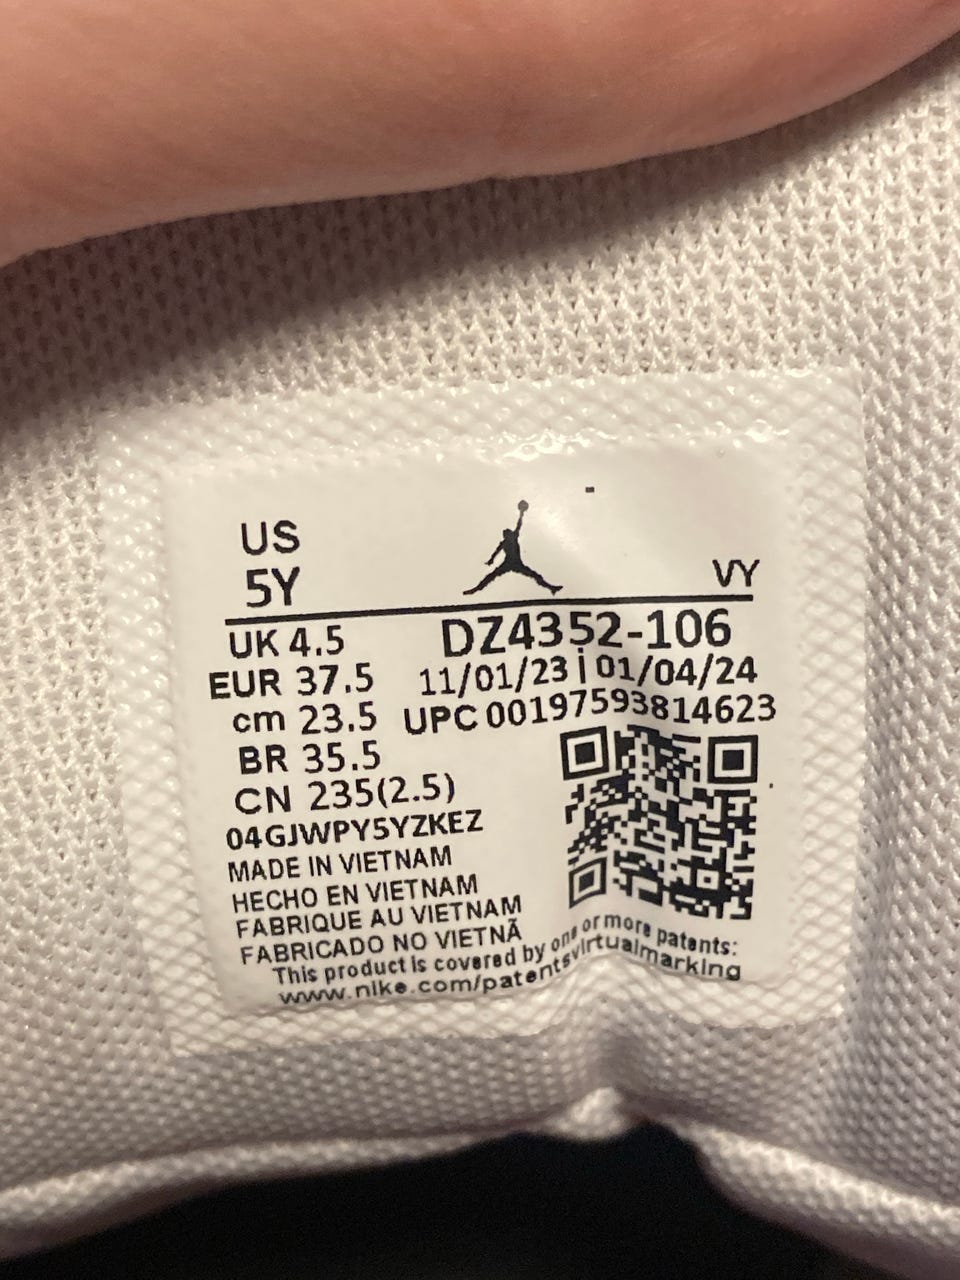 US
5Y
VY
UK 4.5
DZ4352-106
EUR 37.5
11/01/23 | 01/04/24
cm 23.5
UPC 00197593814623
BR 35.5
CN 235(2.5)
04GJWPY5YZKEZ
MADE IN VIETNAM
HECHO EN VIETNAM
FABRIQUE AU VIETNAM
FABRICADO NO VIETNÃ
This product is covered by one or more patents:
www.nike.com/patentsvirtualmarking